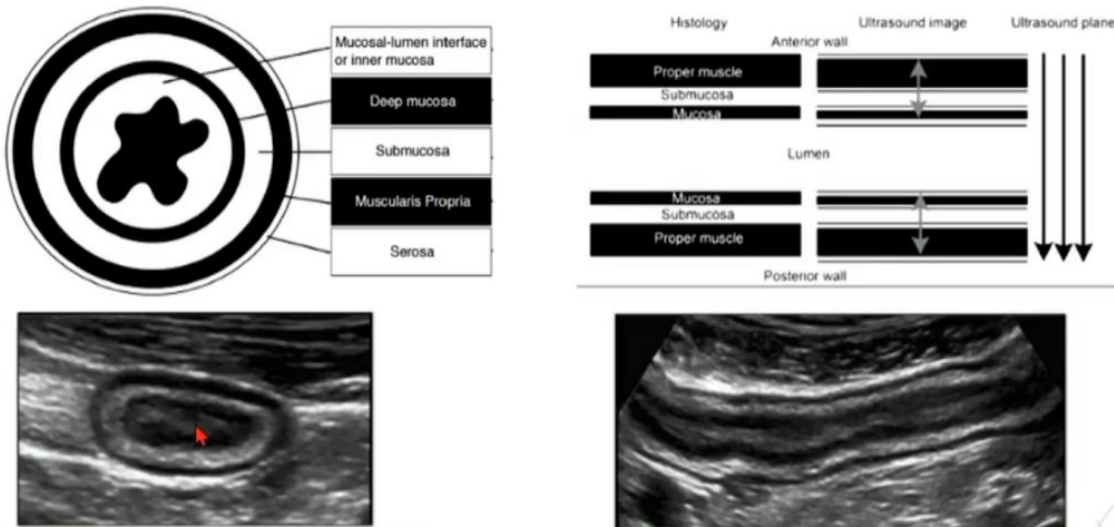 Mucosal-lumen interface
or inner mucosa
Deep mucosa
Submucosa
Muscularis Propria
Serosa
Histology
Ultrasound image
Ultrasound plane
Anterior wall
Proper muscle
Submucosa
Mucosa
Lumen
Mucosa
Submucosa
Proper muscle
Posterior wall